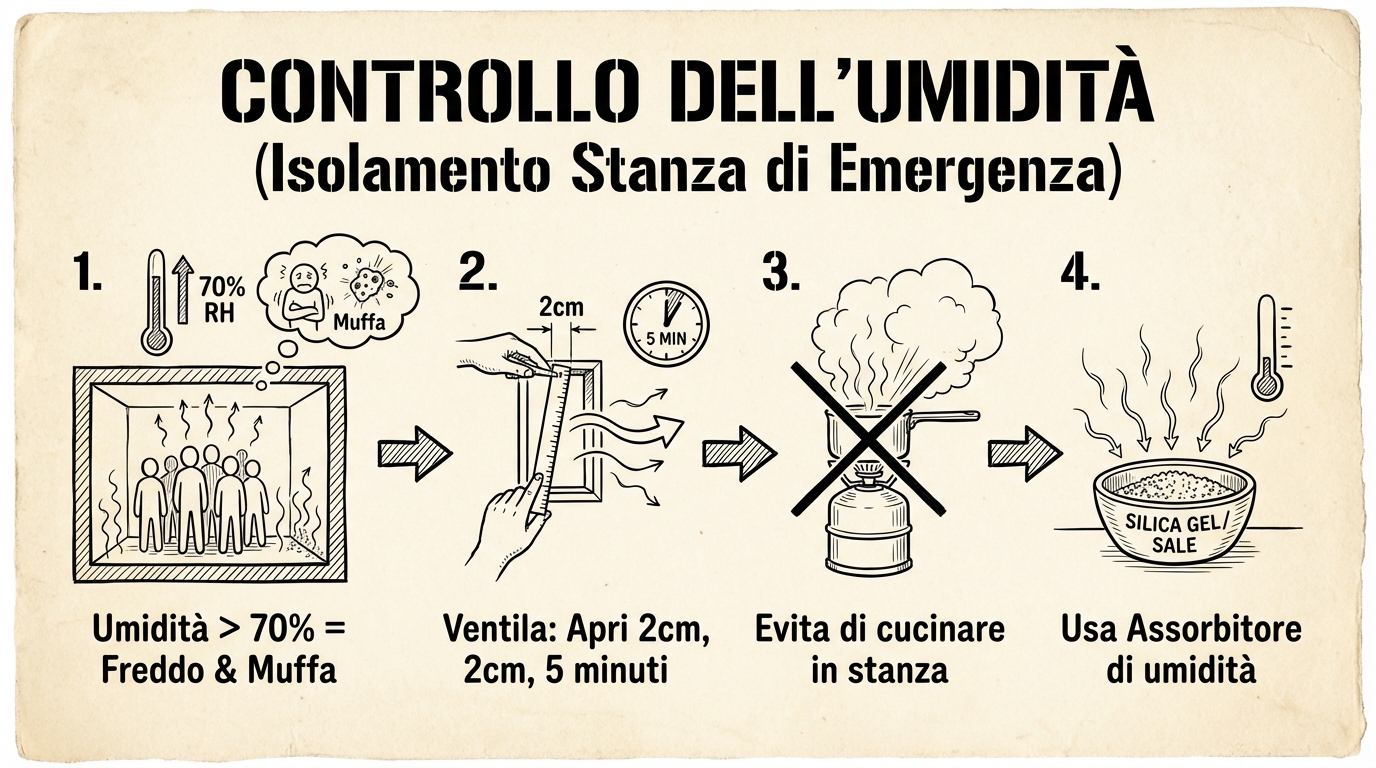 CONTROLLO DELL'UMIDITÀ
(Isolamento Stanza di Emergenza)
1.
70%
RH
Muffa
Umidità > 70% =
Freddo & Muffa
2.
2cm
5 MIN
Ventila: Apri 2cm,
2cm, 5 minuti
3.
Evita di cucinare
in stanza
4.
SILICA GEL/
SALE
Usa Assorbitore
di umidità